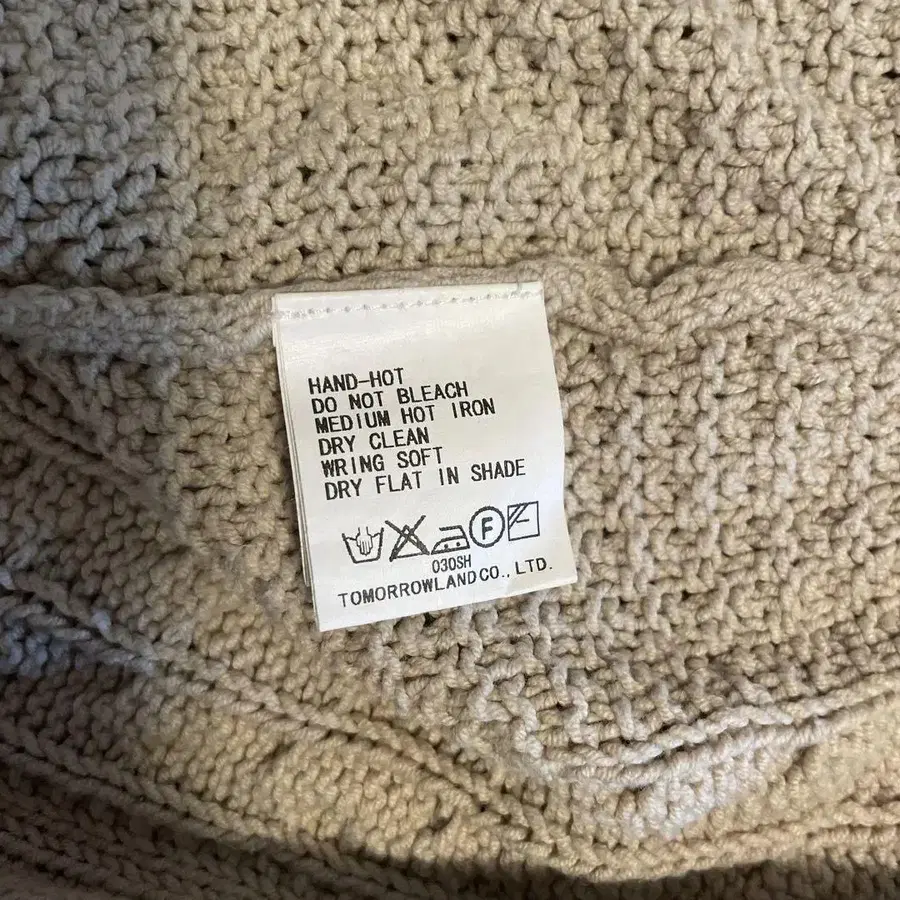 HAND-HOT
DO NOT BLEACH
MEDIUM HOT IRON
DRY CLEAN
WRING SOFT
DRY FLAT IN SHADE
F
030SH
TOMORROWLAND CO., LTD.